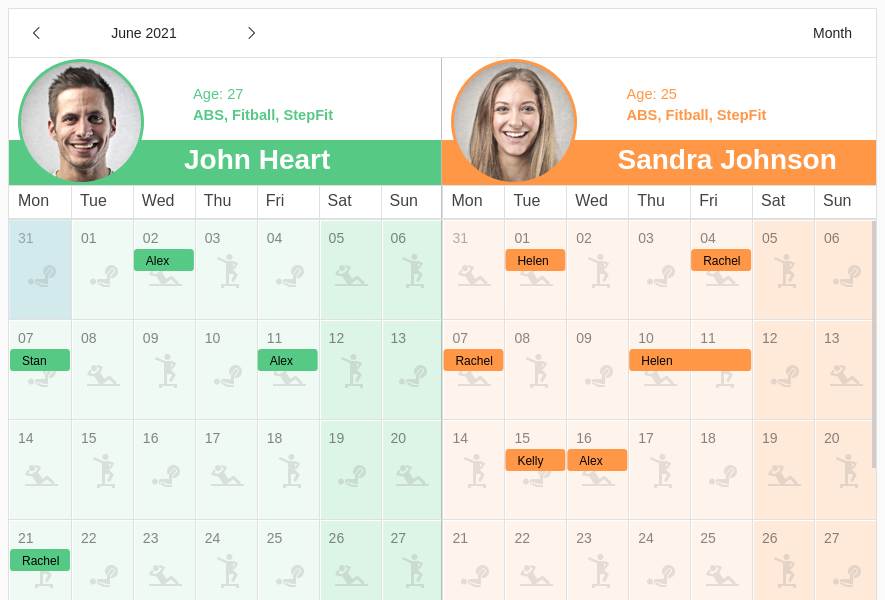 June 2021 Month
Age: 27
ABS, Fitball, StepFit
John Heart
Age: 25
ABS, Fitball, StepFit
Sandra Johnson
Mon Tue Wed Thu Fri Sat Sun Mon Tue Wed Thu Fri Sat Sun
31 01 02 03 04 05 06 31 01 02 03 04 05 06
Alex Helen Rachel
07 08 09 10 11 12 13 07 08 09 10 11 12 13
Stan Alex Rachel Helen
14 15 16 17 18 19 20 14 15 16 17 18 19 20
Kelly Alex
21 22 23 24 25 26 27 21 22 23 24 25 26 27
Rachel